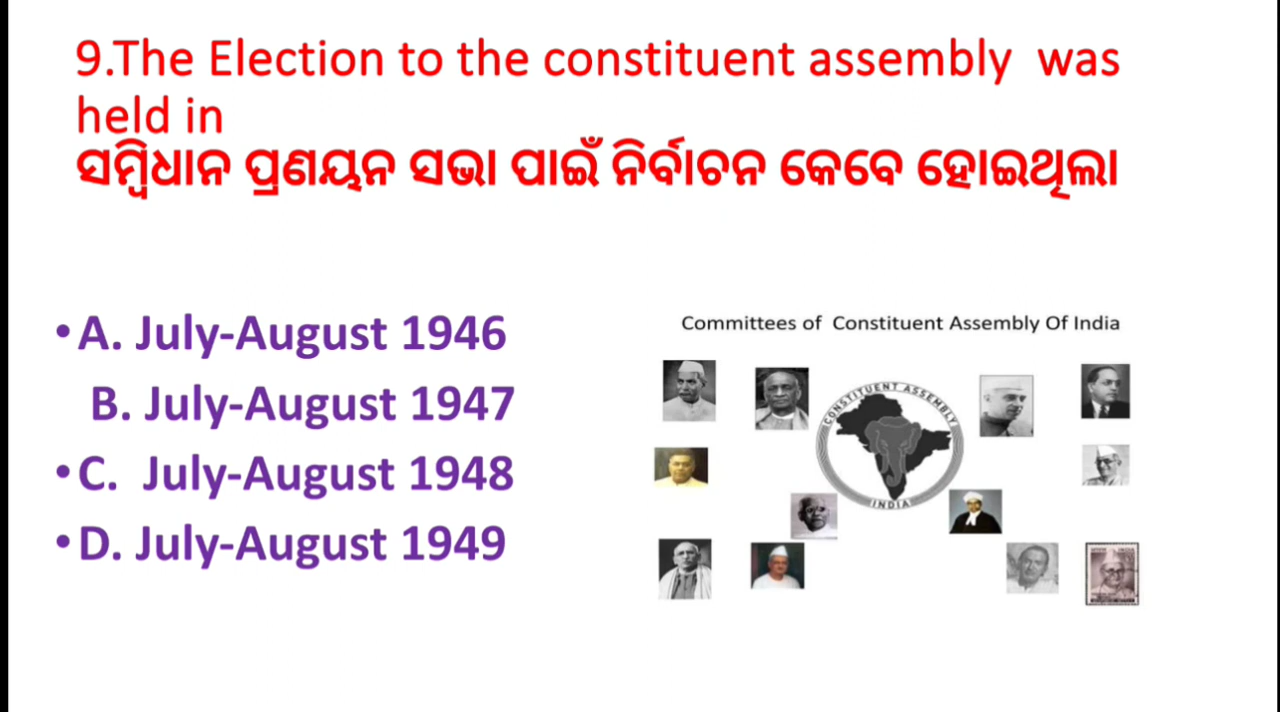 9.The Election to the constituent assembly was
held in
ସମ୍ବିଧାନ ପ୍ରଣୟନ ସଭା ପାଇଁ ନିର୍ବାଚନ କେବେ ହୋଇଥିଲା
•A. July-August 1946
B. July-August 1947
•C. July-August 1948
•D. July-August 1949
Committees of Constituent Assembly Of India
CONSTITUENT ASSEMBLY
INDIA